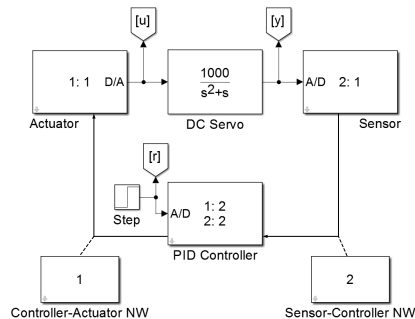 [u]
[y]
1: 1 D/A
1000
s²+s
A/D 2: 1
Actuator
DC Servo
Sensor
[r]
Step
A/D
1: 2
2: 2
PID Controller
1
2
Controller-Actuator NW
Sensor-Controller NW